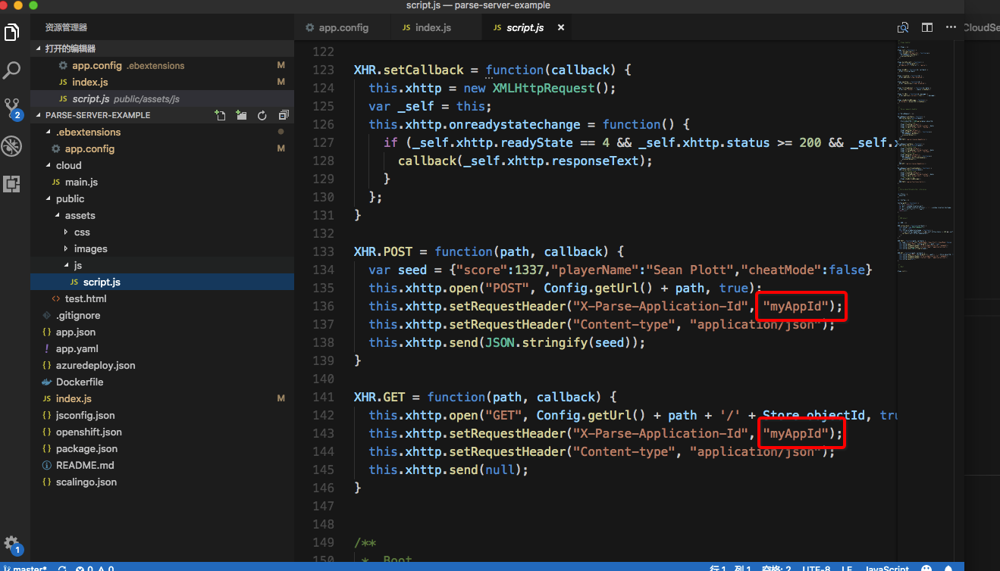 script.js — parse-server-example
资源管理器
打开的编辑器
app.config .ebextensions M
JS index.js M
JS script.js public/assets/js
PARSE-SERVER-EXAMPLE
.ebextensions
app.config M
cloud
JS main.js
public
assets
css
images
js
JS script.js
<> test.html
.gitignore
{} app.json
! app.yaml
{} azuredeploy.json
Dockerfile
JS index.js M
{} jsconfig.json
{} openshift.json
{} package.json
README.md
{} scalingo.json
2
1
app.config
JS index.js
JS script.js ×
CloudSe
122
123 XHR.setCallback = function(callback) {
124 this.xhttp = new XMLHttpRequest();
125 var _self = this;
126 this.xhttp.onreadystatechange = function() {
127 if (_self.xhttp.readyState == 4 && _self.xhttp.status >= 200 && _self.x
128 callback(_self.xhttp.responseText);
129 }
130 };
131 }
132
133 XHR.POST = function(path, callback) {
134 var seed = {"score":1337,"playerName":"Sean Plott","cheatMode":false}
135 this.xhttp.open("POST", Config.getUrl() + path, true);
136 this.xhttp.setRequestHeader("X-Parse-Application-Id", "myAppId");
137 this.xhttp.setRequestHeader("Content-type", "application/json");
138 this.xhttp.send(JSON.stringify(seed));
139 }
140
141 XHR.GET = function(path, callback) {
142 this.xhttp.open("GET", Config.getUrl() + path + '/' + Store.objectId, tru
143 this.xhttp.setRequestHeader("X-Parse-Application-Id", "myAppId");
144 this.xhttp.setRequestHeader("Content-type", "application/json");
145 this.xhttp.send(null);
146 }
147
148
149 /**
150 * Boot
master* 0 0 行 1, 列 1 空格: 2 UTF-8 LF JavaScript